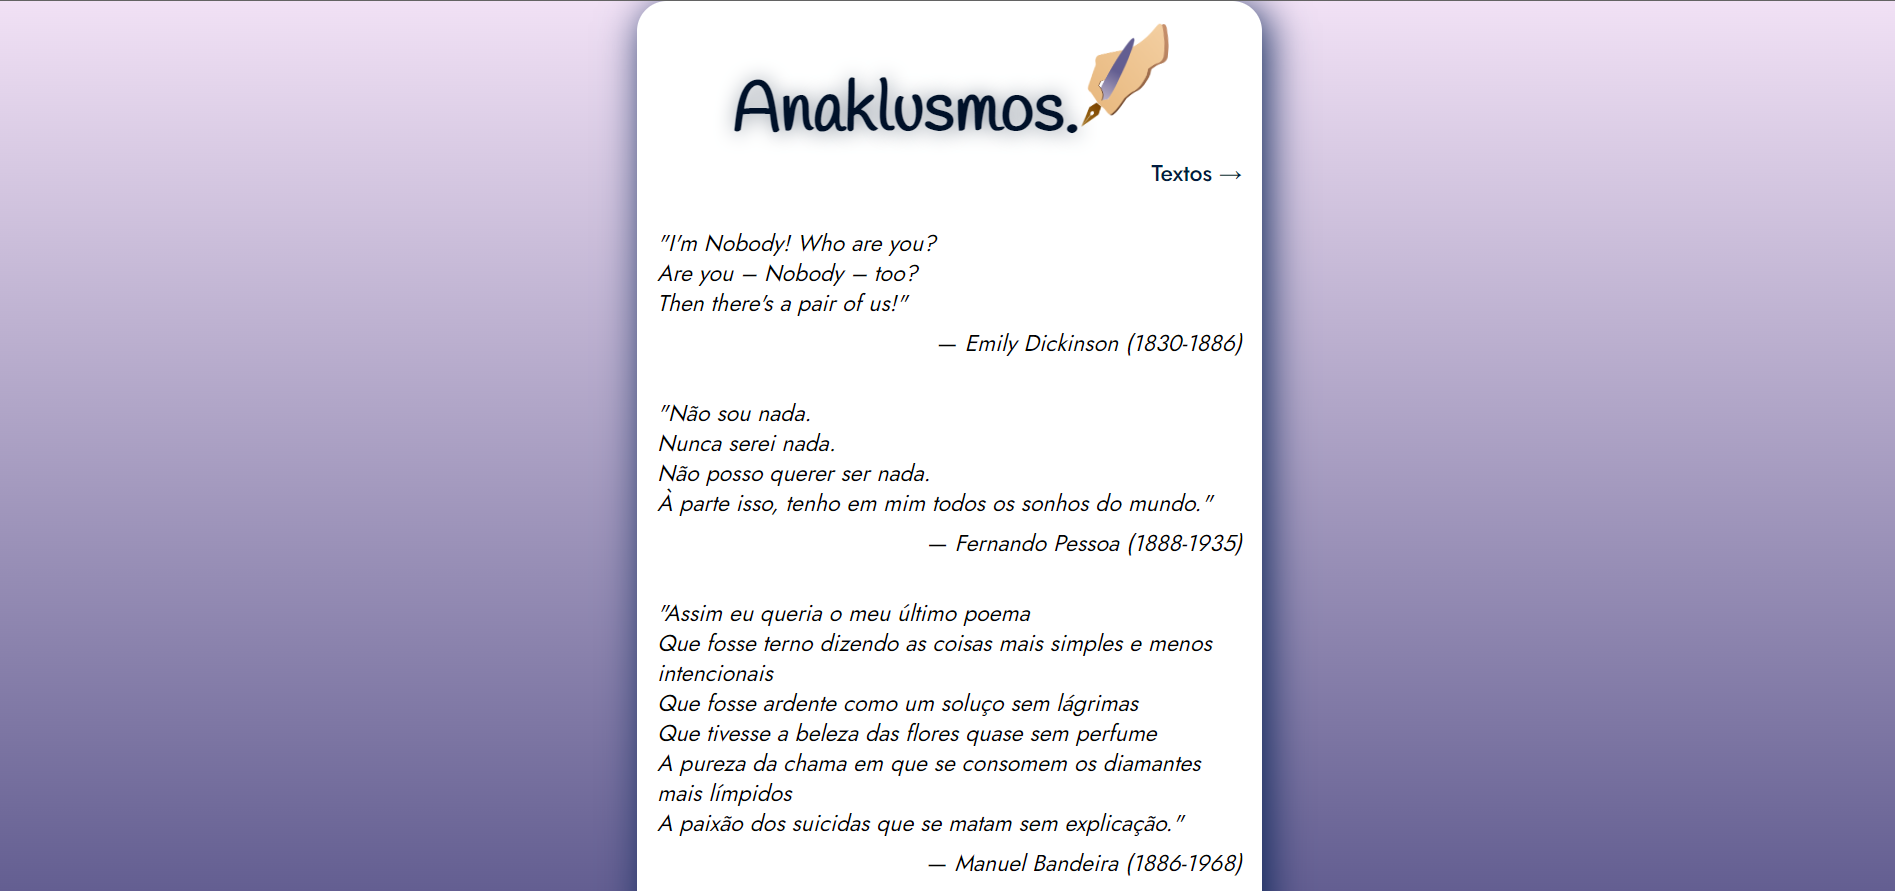 Anaklusmos.
Textos →
"I'm Nobody! Who are you?
Are you – Nobody – too?
Then there's a pair of us!"
— Emily Dickinson (1830-1886)
"Não sou nada.
Nunca serei nada.
Não posso querer ser nada.
À parte isso, tenho em mim todos os sonhos do mundo."
— Fernando Pessoa (1888-1935)
"Assim eu queria o meu último poema
Que fosse terno dizendo as coisas mais simples e menos
intencionais
Que fosse ardente como um soluço sem lágrimas
Que tivesse a beleza das flores quase sem perfume
A pureza da chama em que se consomem os diamantes
mais límpidos
A paixão dos suicidas que se matam sem explicação."
— Manuel Bandeira (1886-1968)